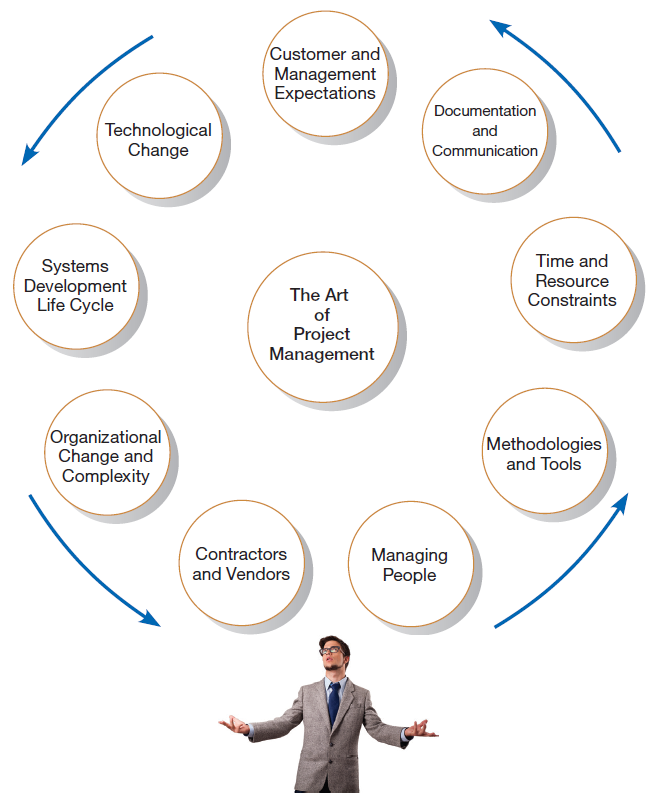 Customer and
Management
Expectations
Technological
Change
Documentation
and
Communication
Systems
Development
Life Cycle
The Art
of
Project
Management
Time and
Resource
Constraints
Organizational
Change and
Complexity
Methodologies
and Tools
Contractors
and Vendors
Managing
People